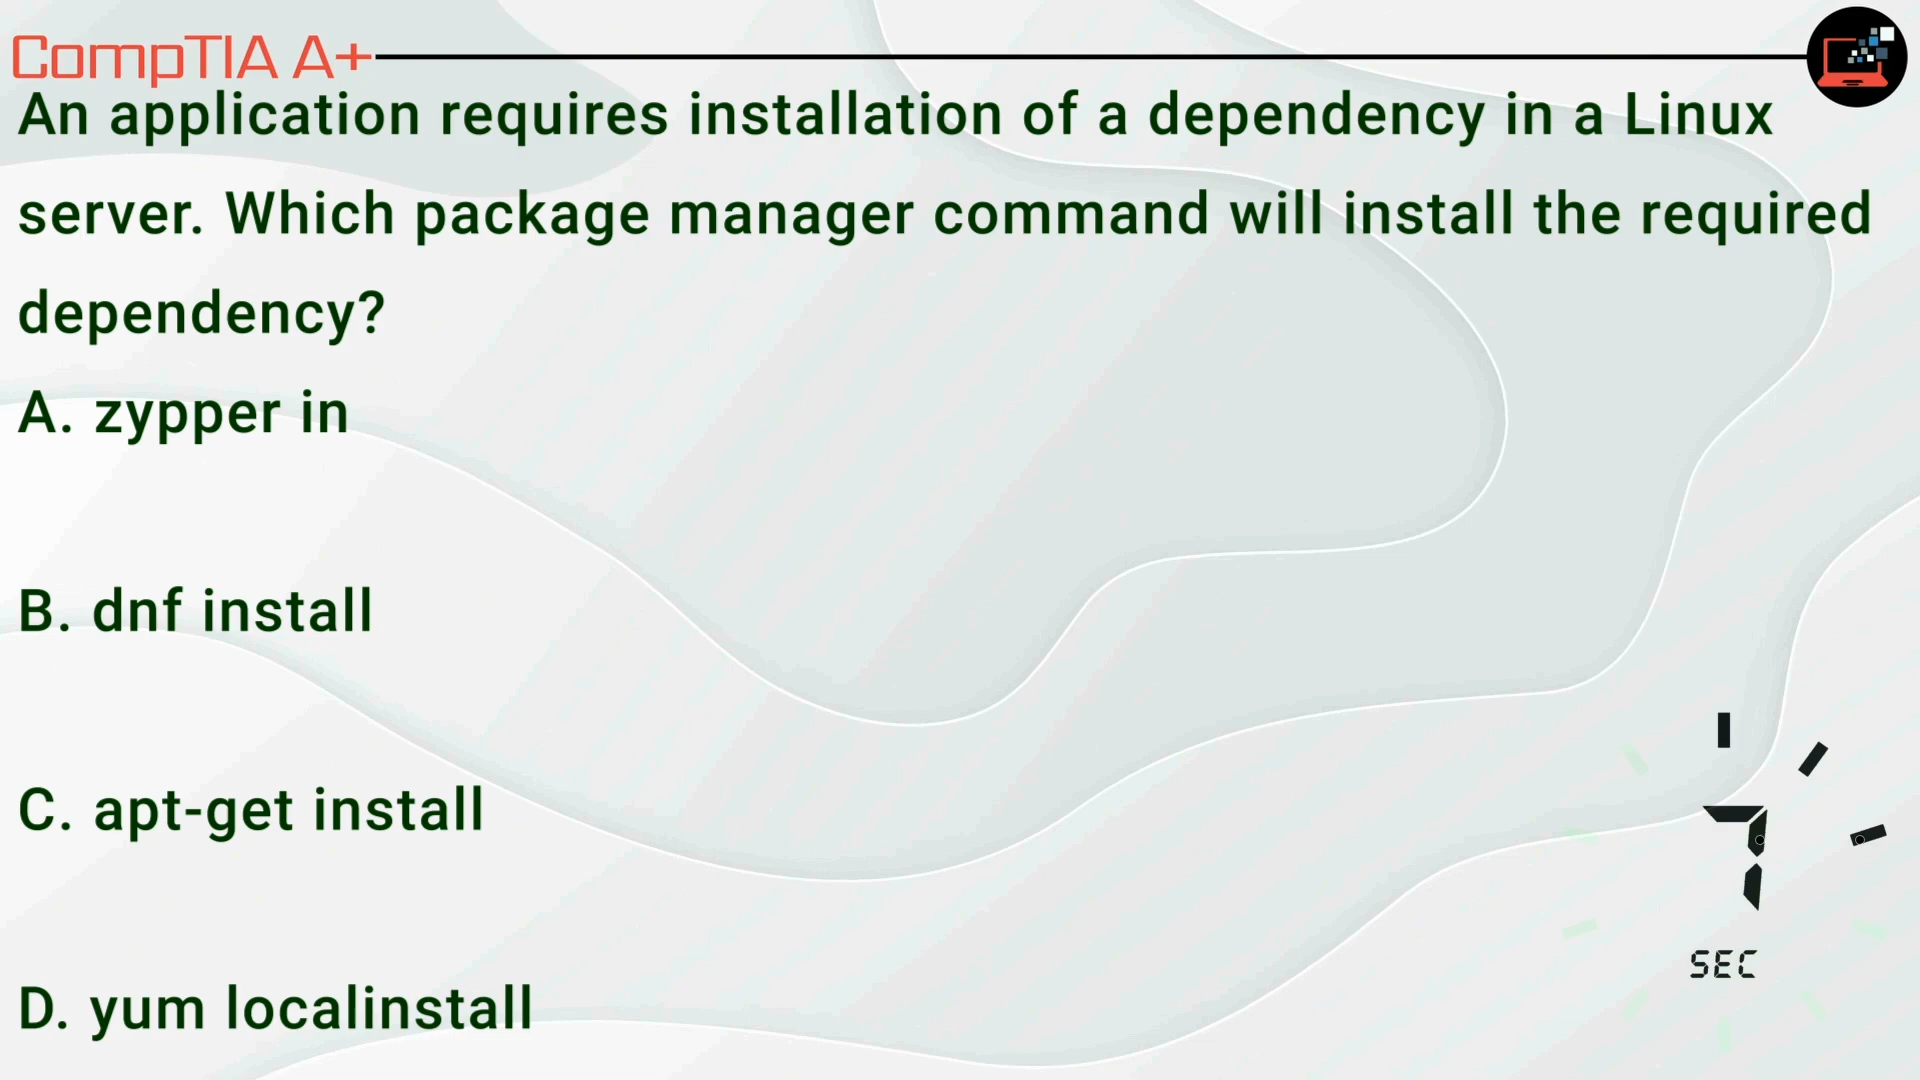 CompTIA A+
An application requires installation of a dependency in a Linux
server. Which package manager command will install the required
dependency?
A. zypper in
B. dnf install
C. apt-get install
D. yum localinstall
7
SEC